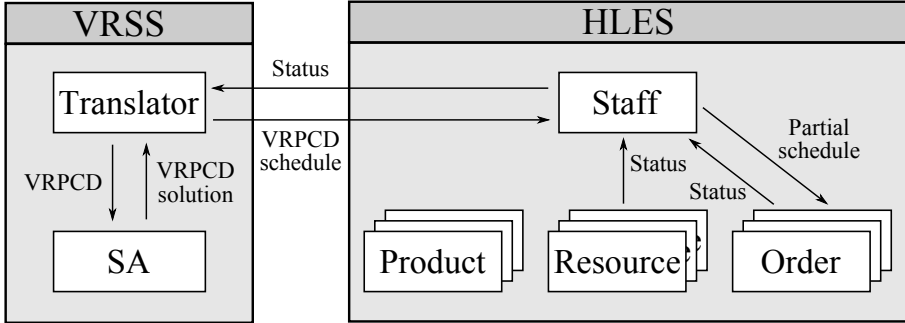 VRSS
HLES
Translator
Status
Staff
VRPCD
schedule
Partial
schedule
VRPCD
VRPCD
solution
Status
Status
SA
Product
Resource
Order